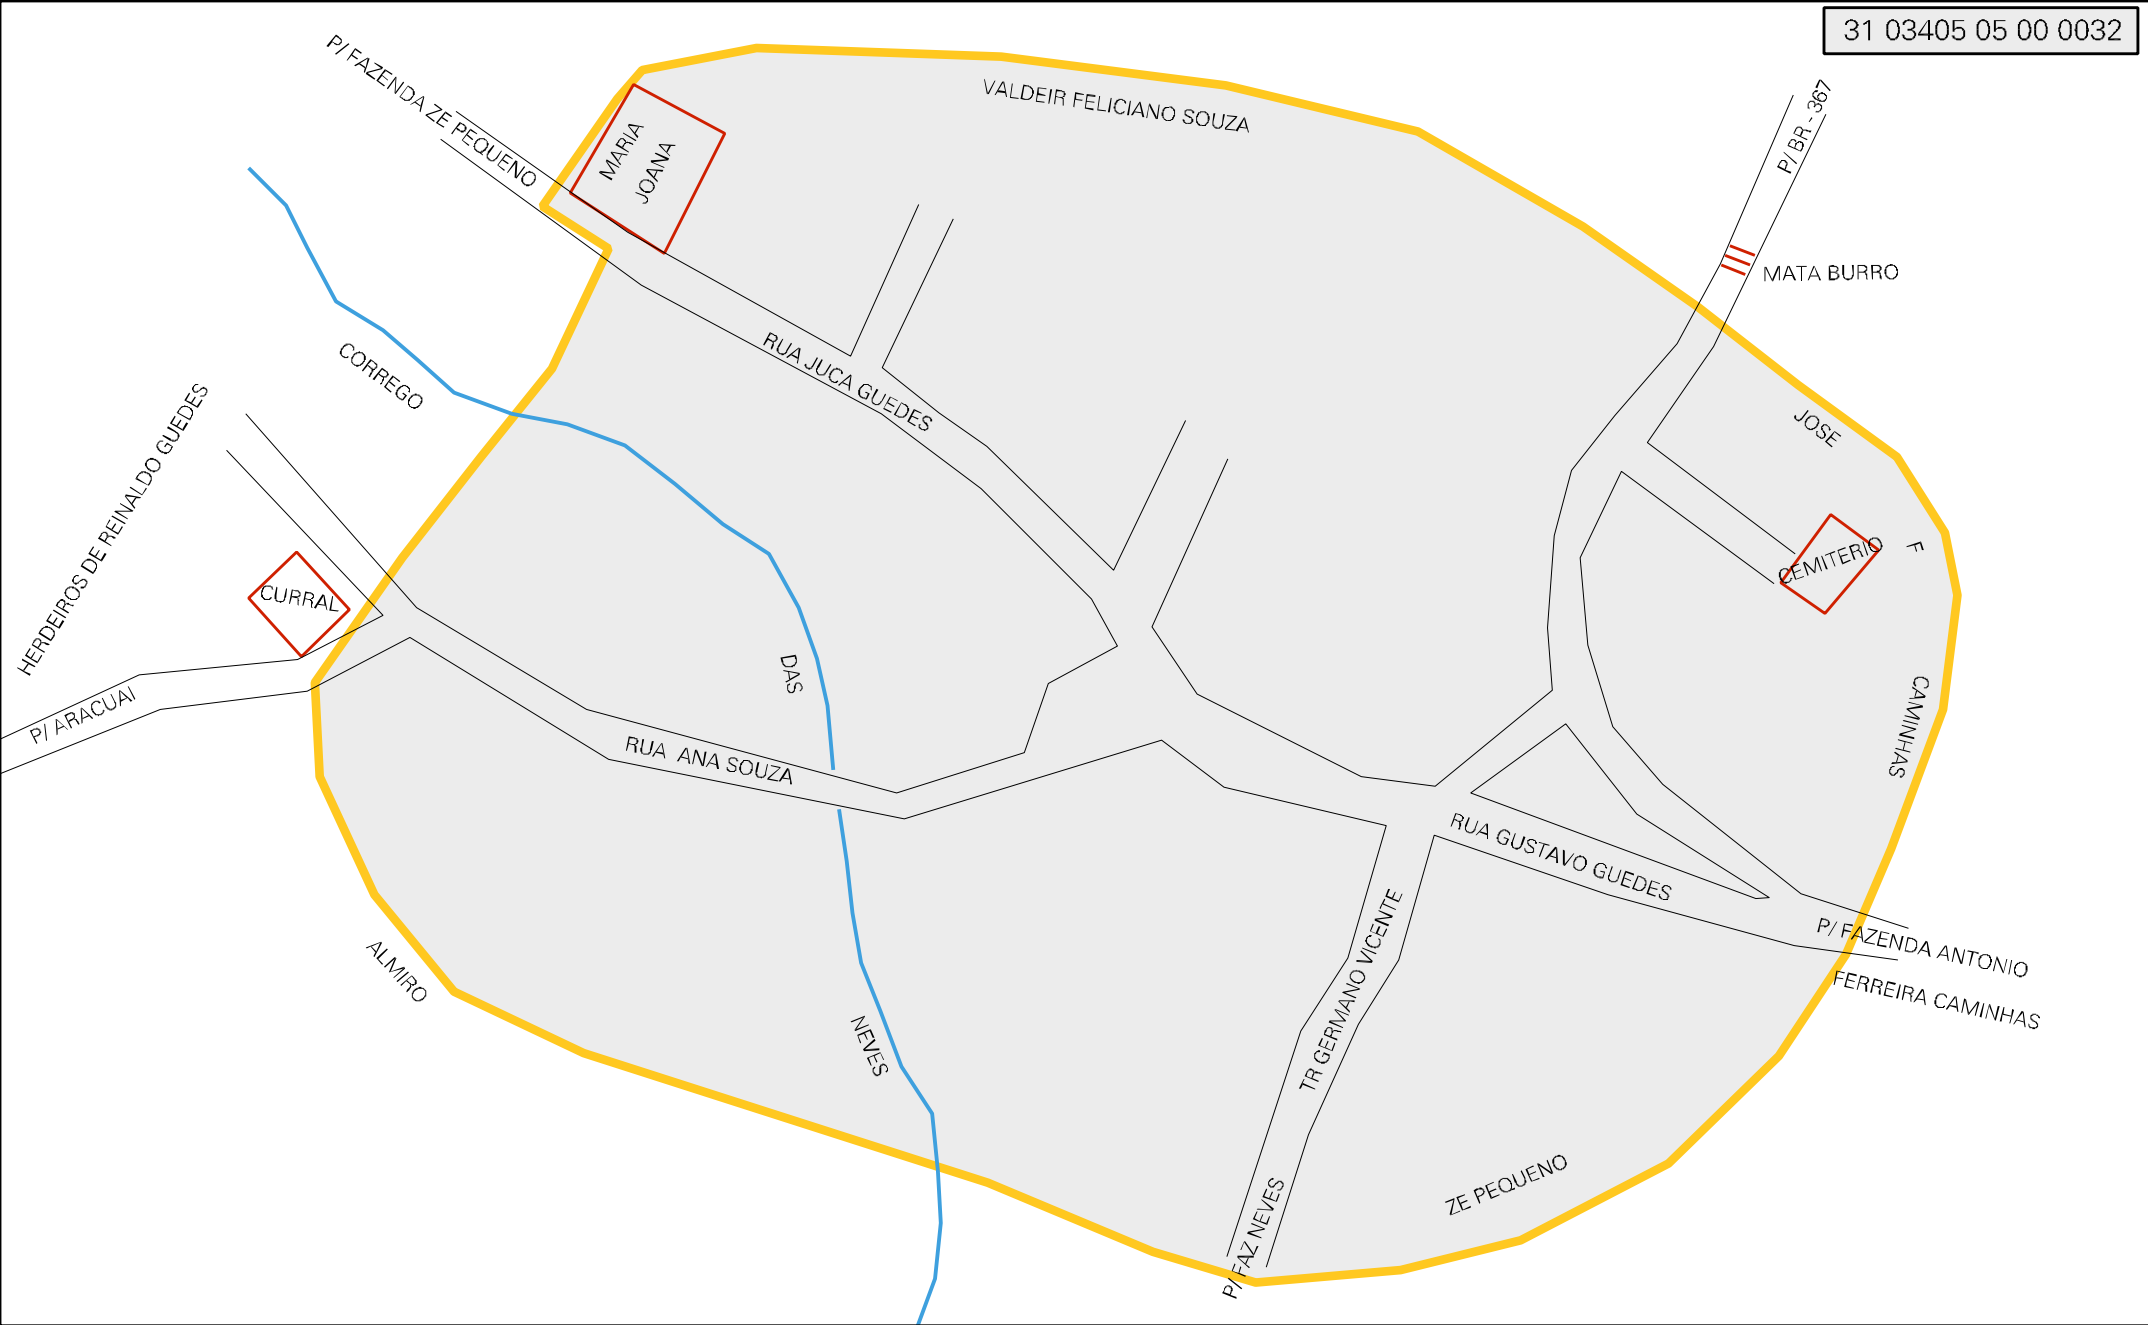 31 03405 05 00 0032
P/ FAZENDA ZE PEQUENO
MARIA
JOANA
VALDEIR FELICIANO SOUZA
P/ BR - 367
MATA BURRO
CORREGO
RUA JUCA GUEDES
JOSE
HERDEIROS DE REINALDO GUEDES
CEMITERIO
F
CURRAL
DAS
P/ ARACUAI
CAMINHAS
RUA ANA SOUZA
RUA GUSTAVO GUEDES
TR GERMANO VICENTE
P/ FAZENDA ANTONIO
FERREIRA CAMINHAS
ALMIRO
NEVES
ZE PEQUENO
P/ FAZ NEVES